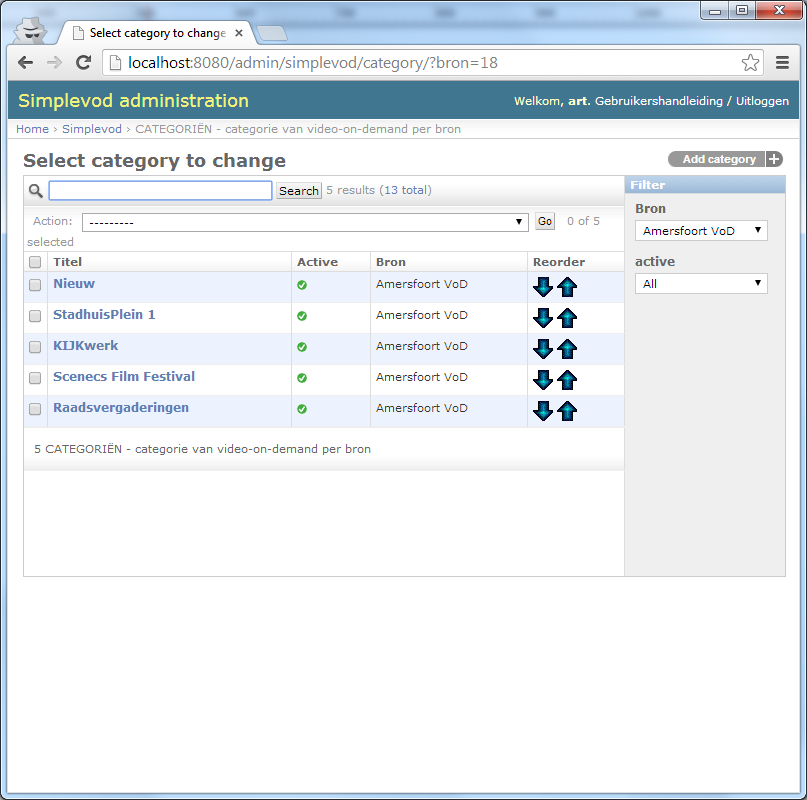 Select category to change
localhost:8080/admin/simplevod/category/?bron=18
Simplevod administration
Welkom, art. Gebruikershandleiding / Uitloggen
Home › Simplevod › CATEGORIËN - categorie van video-on-demand per bron
Select category to change
Add category +
Search 5 results (13 total)
Action: --------- Go 0 of 5
selected
Titel Active Bron Reorder
Nieuw Amersfoort VoD
StadhuisPlein 1 Amersfoort VoD
KIJKwerk Amersfoort VoD
Scenecs Film Festival Amersfoort VoD
Raadsvergaderingen Amersfoort VoD
5 CATEGORIËN - categorie van video-on-demand per bron
Filter
Bron
Amersfoort VoD
active
All